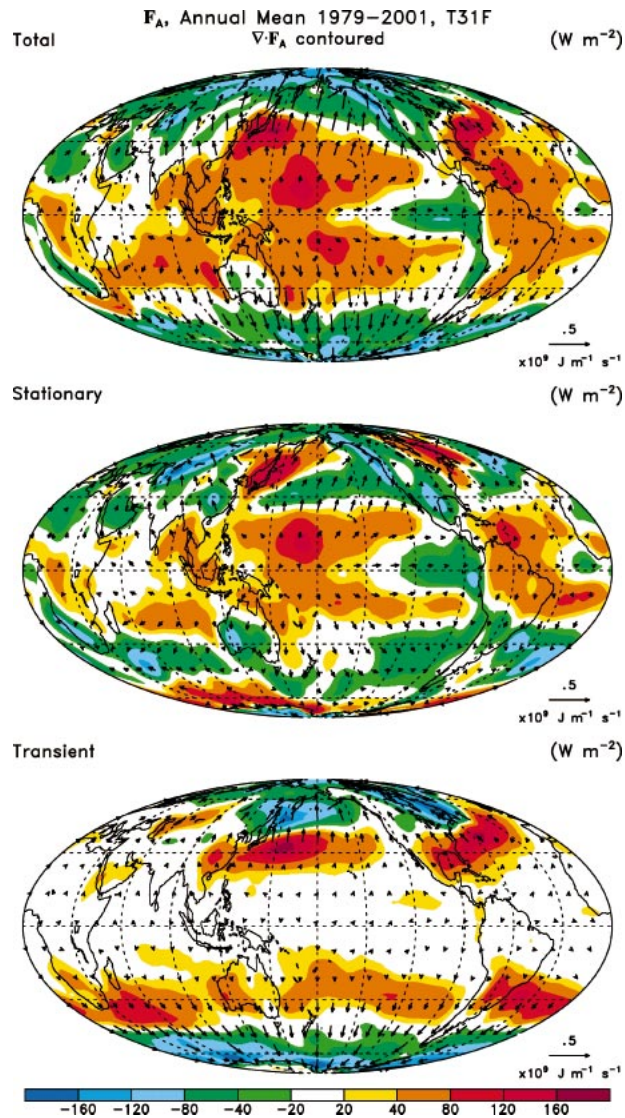 F_A, Annual Mean 1979-2001, T31F
Total ∇·F_A contoured (W m⁻²)
.5
x10⁹ J m⁻¹ s⁻¹
Stationary (W m⁻²)
.5
x10⁹ J m⁻¹ s⁻¹
Transient (W m⁻²)
.5
x10⁹ J m⁻¹ s⁻¹
-160 -120 -80 -40 -20 20 40 80 120 160